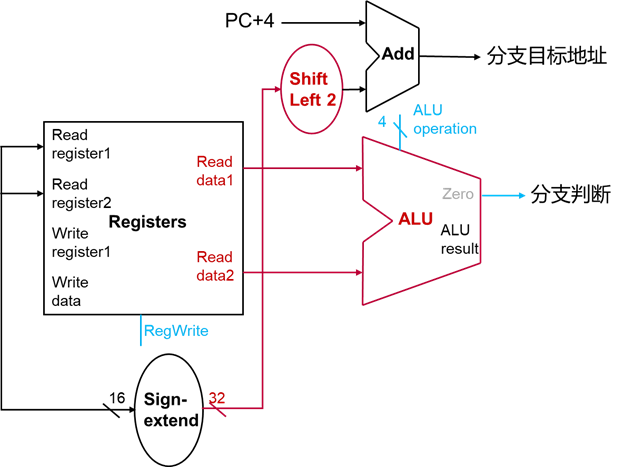 PC+4
Add
分支目标地址
Shift
Left 2
4
ALU
operation
Read
register1
Read
data1
Zero
分支判断
Read
register2
Registers
ALU
Write
register1
ALU
result
Read
data2
Write
data
RegWrite
16
Sign-
extend
32